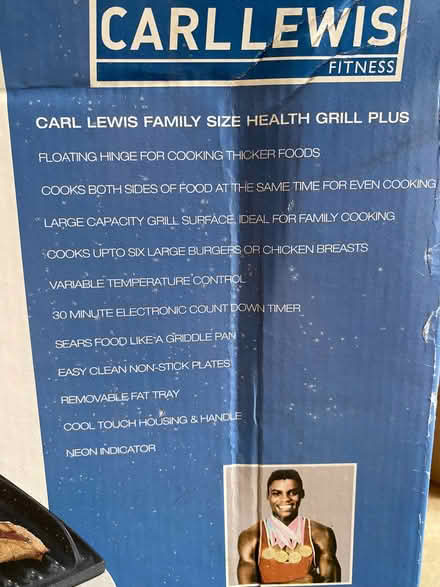 CARL LEWIS
FITNESS
CARL LEWIS FAMILY SIZE HEALTH GRILL PLUS
FLOATING HINGE FOR COOKING THICKER FOODS
COOKS BOTH SIDES OF FOOD AT THE SAME TIME FOR EVEN COOKING
LARGE CAPACITY GRILL SURFACE, IDEAL FOR FAMILY COOKING
COOKS UPTO SIX LARGE BURGERS OR CHICKEN BREASTS
VARIABLE TEMPERATURE CONTROL
30 MINUTE ELECTRONIC COUNT DOWN TIMER
SEARS FOOD LIKE A GRIDDLE PAN
EASY CLEAN NON-STICK PLATES
REMOVABLE FAT TRAY
COOL TOUCH HOUSING & HANDLE
NEON INDICATOR